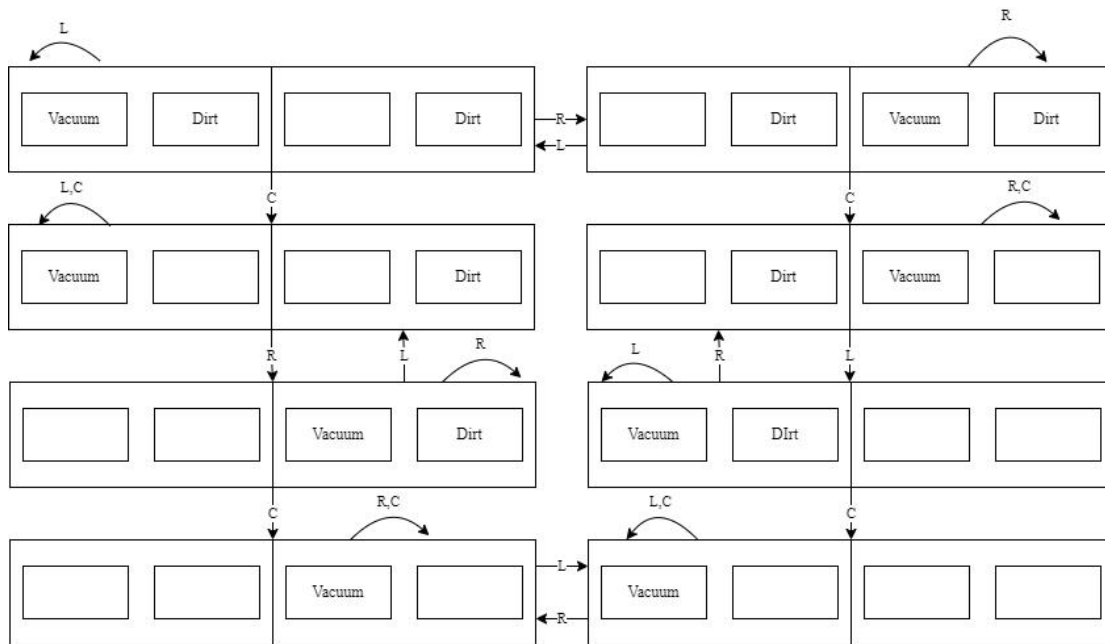 L
R
Vacuum Dirt Dirt R Dirt Vacuum Dirt
L
L,C C C R,C
Vacuum Dirt Dirt Vacuum
R L R L R L
Vacuum Dirt Vacuum DIrt
C R,C L,C C
L
Vacuum Vacuum
R